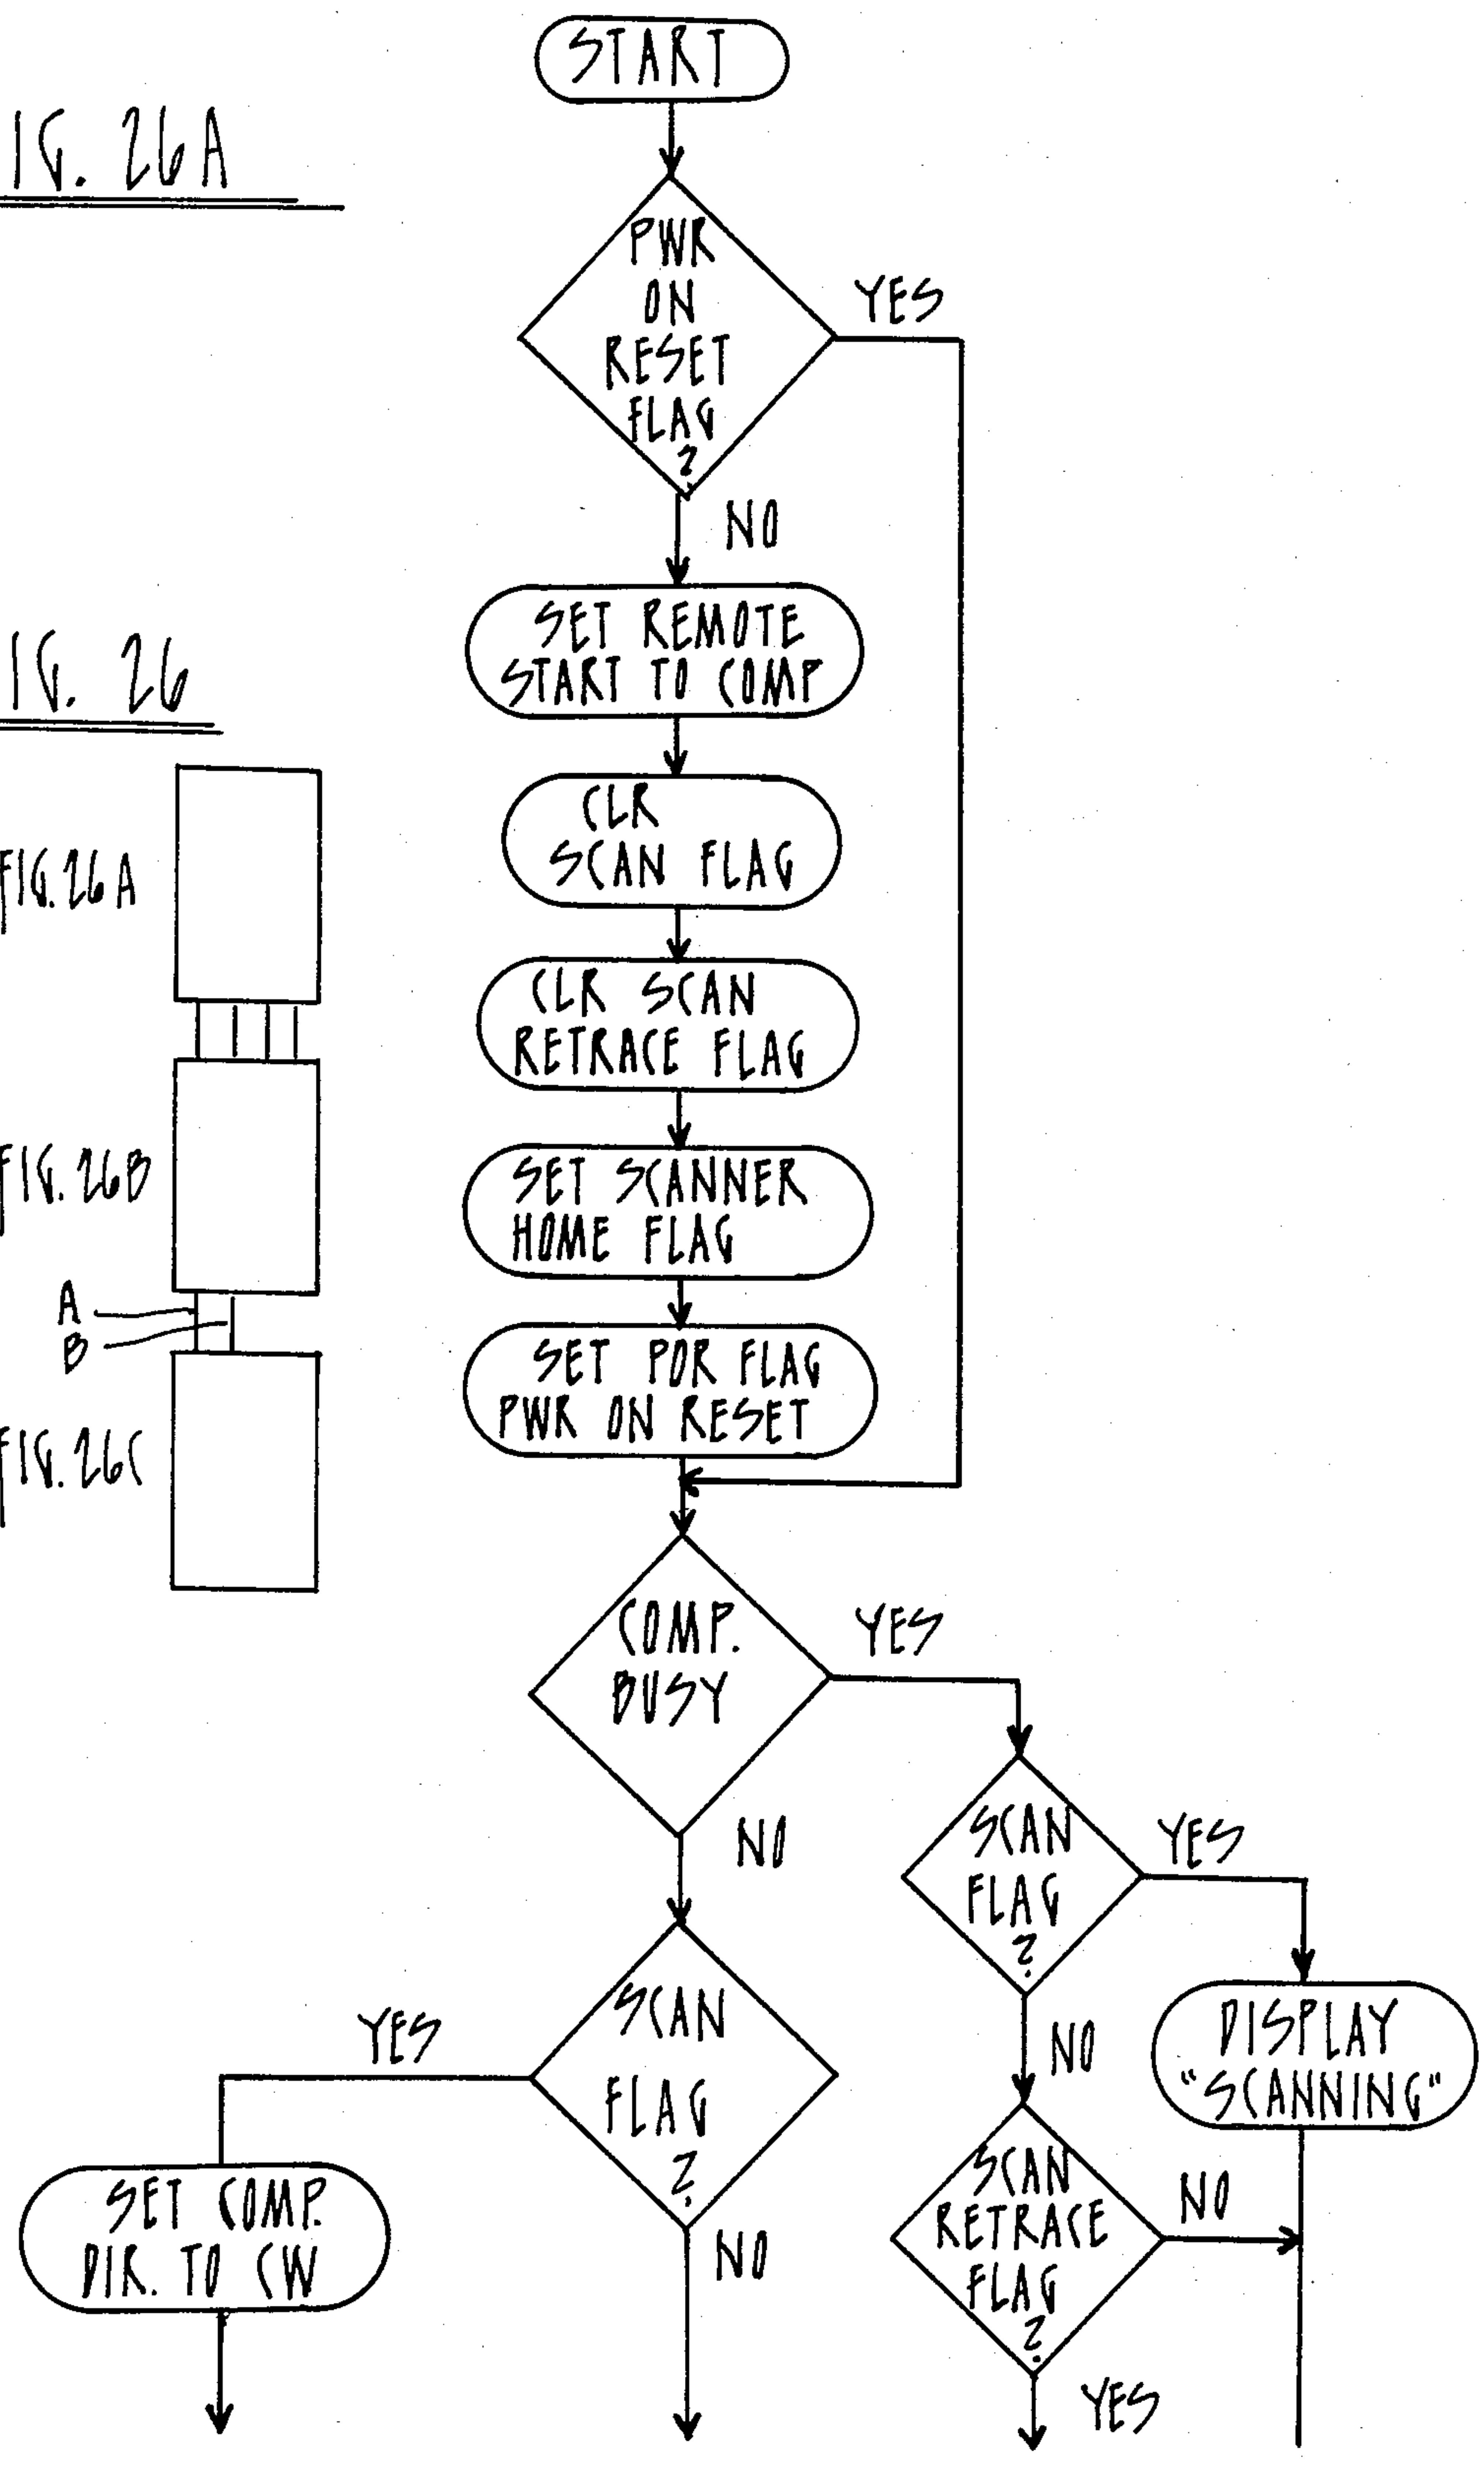 START
IG. 26A
PWR
ON
RESET
FLAG
?
YES
NO
SET REMOTE
START TO COMP
IG. 26
CLR
SCAN FLAG
FIG. 26A
CLR SCAN
RETRACE FLAG
FIG. 26B
SET SCANNER
HOME FLAG
A
B
SET POR FLAG
PWR ON RESET
FIG. 26C
COMP.
BUSY
YES
NO
SCAN
FLAG
?
YES
NO
DISPLAY
"SCANNING"
SCAN
FLAG
?
YES
NO
SET COMP.
DIR. TO CW
SCAN
RETRACE
FLAG
?
NO
YES